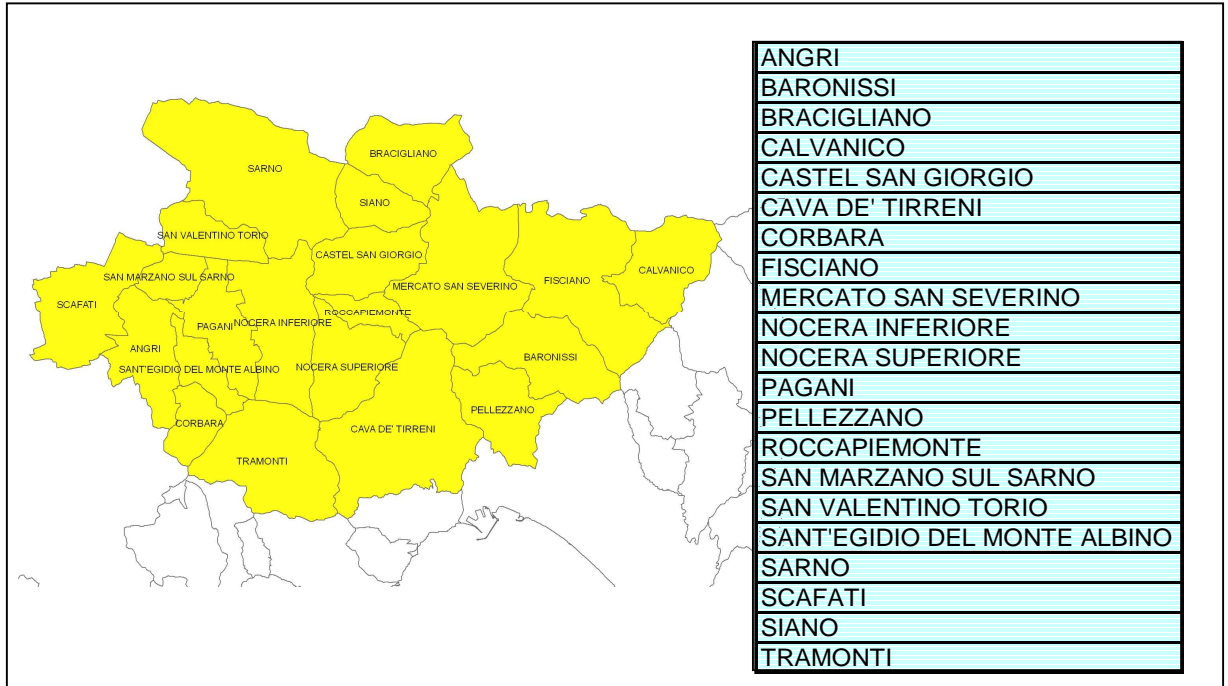 SARNO
BRACIGLIANO
SIANO
SAN VALENTINO TORIO
CASTEL SAN GIORGIO
SAN MARZANO SUL SARNO
MERCATO SAN SEVERINO
FISCIANO
CALVANICO
SCAFATI
PAGANI
NOCERA INFERIORE
ROCCAPIEMONTE
ANGRI
SANT'EGIDIO DEL MONTE ALBINO
NOCERA SUPERIORE
BARONISSI
CORBARA
CAVA DE' TIRRENI
PELLEZZANO
TRAMONTI
ANGRI
BARONISSI
BRACIGLIANO
CALVANICO
CASTEL SAN GIORGIO
CAVA DE' TIRRENI
CORBARA
FISCIANO
MERCATO SAN SEVERINO
NOCERA INFERIORE
NOCERA SUPERIORE
PAGANI
PELLEZZANO
ROCCAPIEMONTE
SAN MARZANO SUL SARNO
SAN VALENTINO TORIO
SANT'EGIDIO DEL MONTE ALBINO
SARNO
SCAFATI
SIANO
TRAMONTI